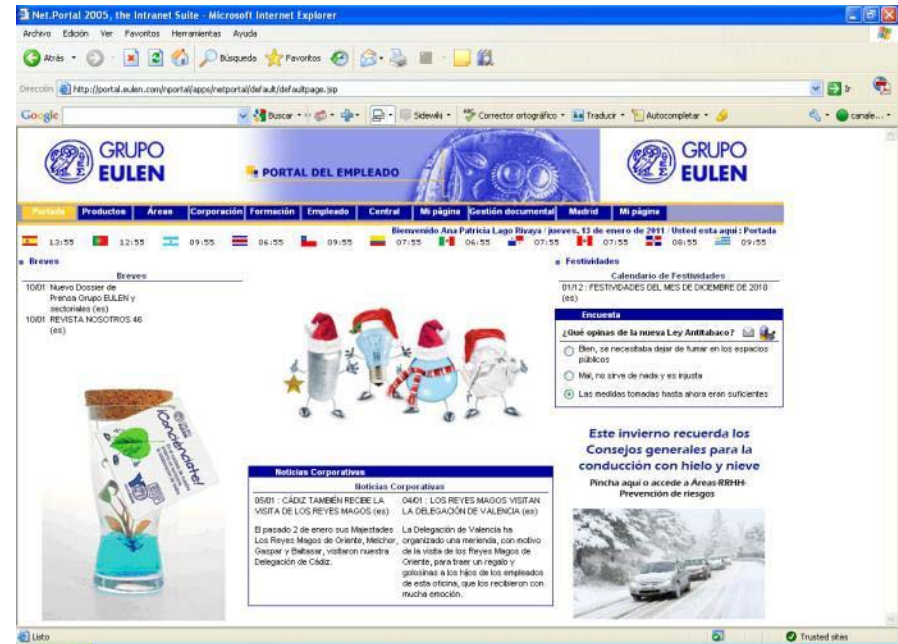 Net.Portal 2005, the Intranet Suite - Microsoft Internet Explorer
Archivo Edición Ver Favoritos Herramientas Ayuda
Atrás Búsqueda Favoritos
Dirección http://portal.eulen.com/nportal/apps/netportal/default/defaultpage.jsp Ir
Google Buscar Sidewiki Corrector ortográfico Traducir Autocompletar canale...
GRUPO EULEN
PORTAL DEL EMPLEADO
GRUPO EULEN
Portada Productos Áreas Corporación Formación Empleado Central Mi página Gestión documental Madrid Mi página
Bienvenido Ana Patricia Lago Rivaya / jueves, 13 de enero de 2011 / Usted esta aqui : Portada
13:55 12:55 09:55 06:55 09:55 07:55 06:55 07:55 07:55 08:55 09:55
Breves
Breves
10/01 Nuevo Dossier de
Prensa Grupo EULEN y
sectoriales (es)
10/01 REVISTA NOSOTROS 46
(es)
¡Conciénciate!
Noticias Corporativas
Noticias Corporativas
05/01 : CÁDIZ TAMBIÉN RECIBE LA
VISITA DE LOS REYES MAGOS (es)
El pasado 2 de enero sus Majestades
Los Reyes Magos de Oriente, Melchor,
Gaspar y Baltasar, visitaron nuestra
Delegación de Cádiz.
04/01 : LOS REYES MAGOS VISITAN
LA DELEGACIÓN DE VALENCIA (es)
La Delegación de Valencia ha
organizado una merienda, con motivo
de la visita de los Reyes Magos de
Oriente, para traer un regalo y
golosinas a los hijos de los empleados
de esta oficina, que los recibieron con
mucha emoción.
Festividades
Calendario de Festividades
01/12 : FESTIVIDADES DEL MES DE DICIEMBRE DE 2010
(es)
Encuesta
¿Qué opinas de la nueva Ley Antitabaco?
Bien, se necesitaba dejar de fumar en los espacios
públicos
Mal, no sirve de nada y es injusta
Las medidas tomadas hasta ahora eran suficientes
Este invierno recuerda los
Consejos generales para la
conducción con hielo y nieve
Pincha aquí o accede a Áreas-RRHH-
Prevención de riesgos
Listo
Trusted sites